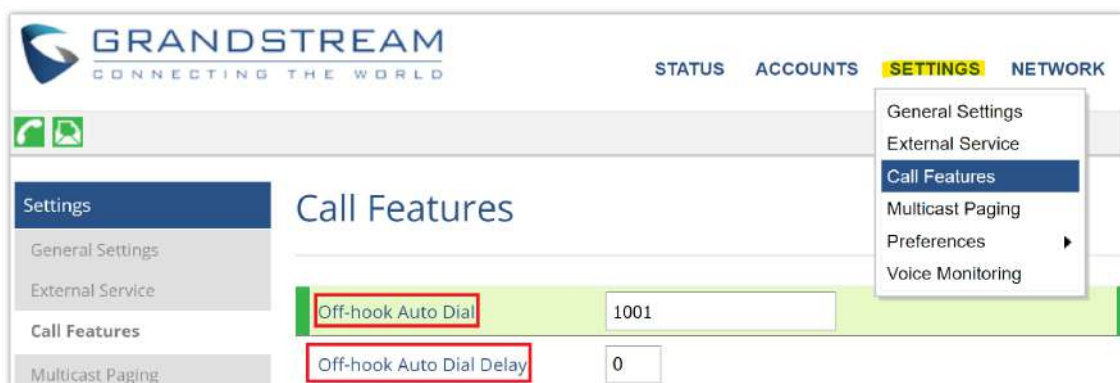 GRANDSTREAM
CONNECTING THE WORLD
STATUS ACCOUNTS SETTINGS NETWORK
General Settings
External Service
Call Features
Multicast Paging
Preferences
Voice Monitoring
Settings
General Settings
External Service
Call Features
Multicast Paging
Call Features
Off-hook Auto Dial 1001
Off-hook Auto Dial Delay 0